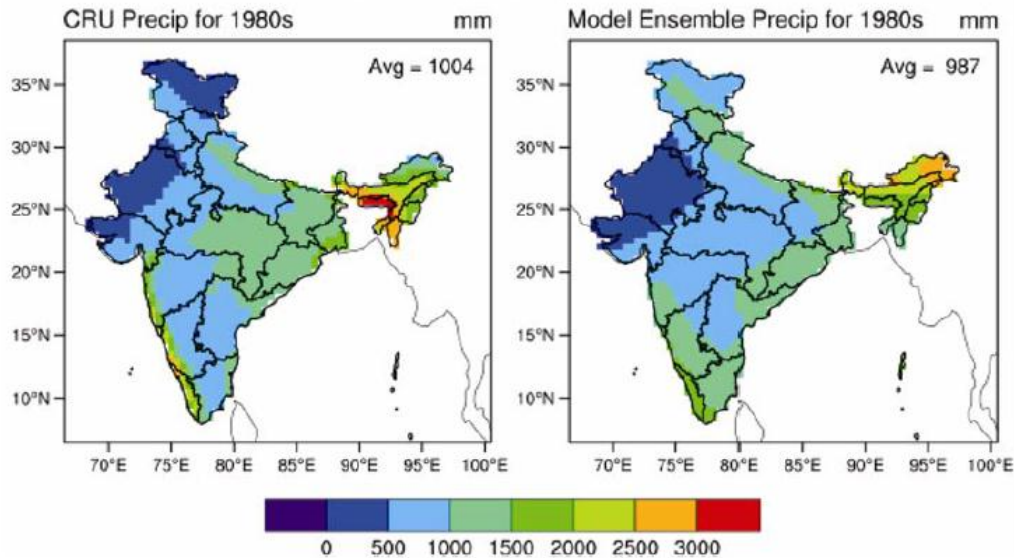 CRU Precip for 1980s mm
Model Ensemble Precip for 1980s mm
Avg = 1004
Avg = 987
35°N
30°N
25°N
20°N
15°N
10°N
35°N
30°N
25°N
20°N
15°N
10°N
70°E 75°E 80°E 85°E 90°E 95°E 100°E
70°E 75°E 80°E 85°E 90°E 95°E 100°E
0 500 1000 1500 2000 2500 3000